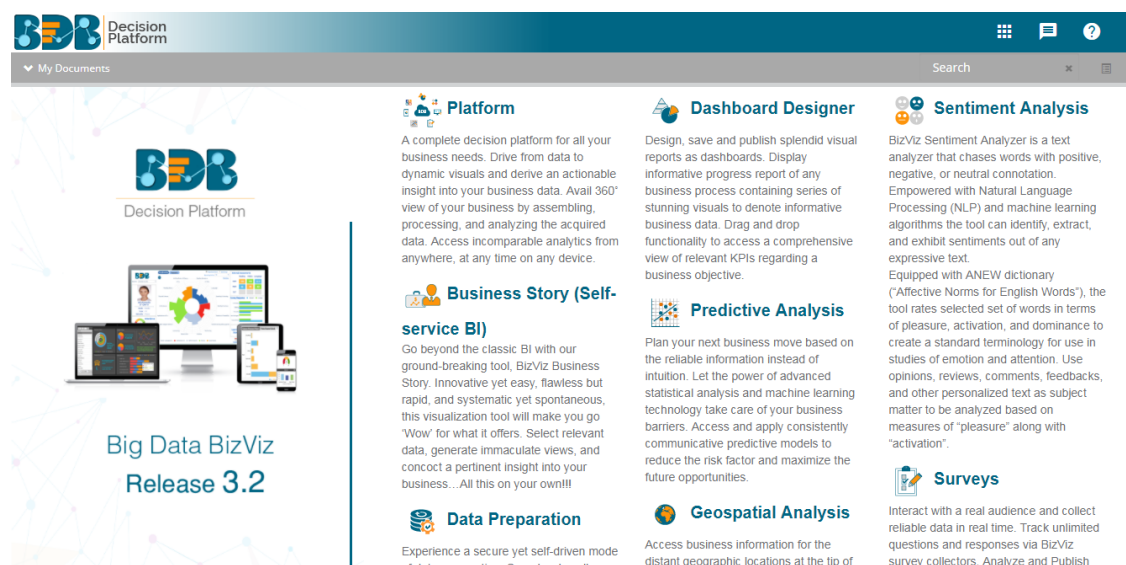 BDB Decision
Platform
My Documents
Search
BDB
Decision Platform
Big Data BizViz
Release 3.2
Platform
A complete decision platform for all your
business needs. Drive from data to
dynamic visuals and derive an actionable
insight into your business data. Avail 360°
view of your business by assembling,
processing, and analyzing the acquired
data. Access incomparable analytics from
anywhere, at any time on any device.
Business Story (Self-
service BI)
Go beyond the classic BI with our
ground-breaking tool, BizViz Business
Story. Innovative yet easy, flawless but
rapid, and systematic yet spontaneous,
this visualization tool will make you go
'Wow' for what it offers. Select relevant
data, generate immaculate views, and
concoct a pertinent insight into your
business…All this on your own!!!
Data Preparation
Experience a secure yet self-driven mode
Dashboard Designer
Design, save and publish splendid visual
reports as dashboards. Display
informative progress report of any
business process containing series of
stunning visuals to denote informative
business data. Drag and drop
functionality to access a comprehensive
view of relevant KPIs regarding a
business objective.
Predictive Analysis
Plan your next business move based on
the reliable information instead of
intuition. Let the power of advanced
statistical analysis and machine learning
technology take care of your business
barriers. Access and apply consistently
communicative predictive models to
reduce the risk factor and maximize the
future opportunities.
Geospatial Analysis
Access business information for the
distant geographic locations at the tip of
Sentiment Analysis
BizViz Sentiment Analyzer is a text
analyzer that chases words with positive,
negative, or neutral connotation.
Empowered with Natural Language
Processing (NLP) and machine learning
algorithms the tool can identify, extract,
and exhibit sentiments out of any
expressive text.
Equipped with ANEW dictionary
("Affective Norms for English Words"), the
tool rates selected set of words in terms
of pleasure, activation, and dominance to
create a standard terminology for use in
studies of emotion and attention. Use
opinions, reviews, comments, feedbacks,
and other personalized text as subject
matter to be analyzed based on
measures of "pleasure" along with
"activation".
Surveys
Interact with a real audience and collect
reliable data in real time. Track unlimited
questions and responses via BizViz
survey collectors. Analyze and Publish